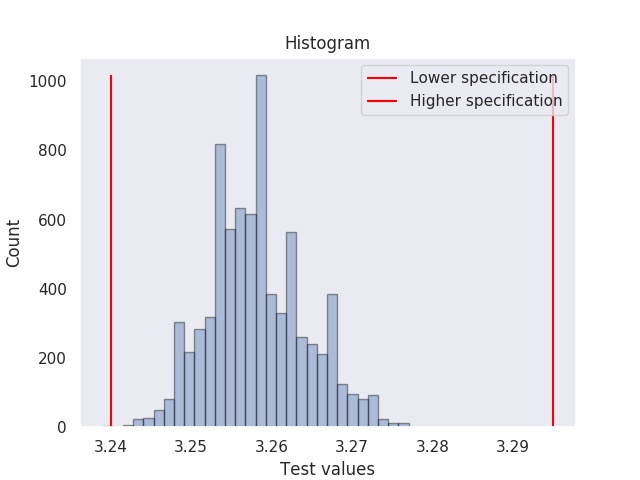 Histogram
Lower specification
Higher specification
Count
1000
800
600
400
200
0
3.24 3.25 3.26 3.27 3.28 3.29
Test values